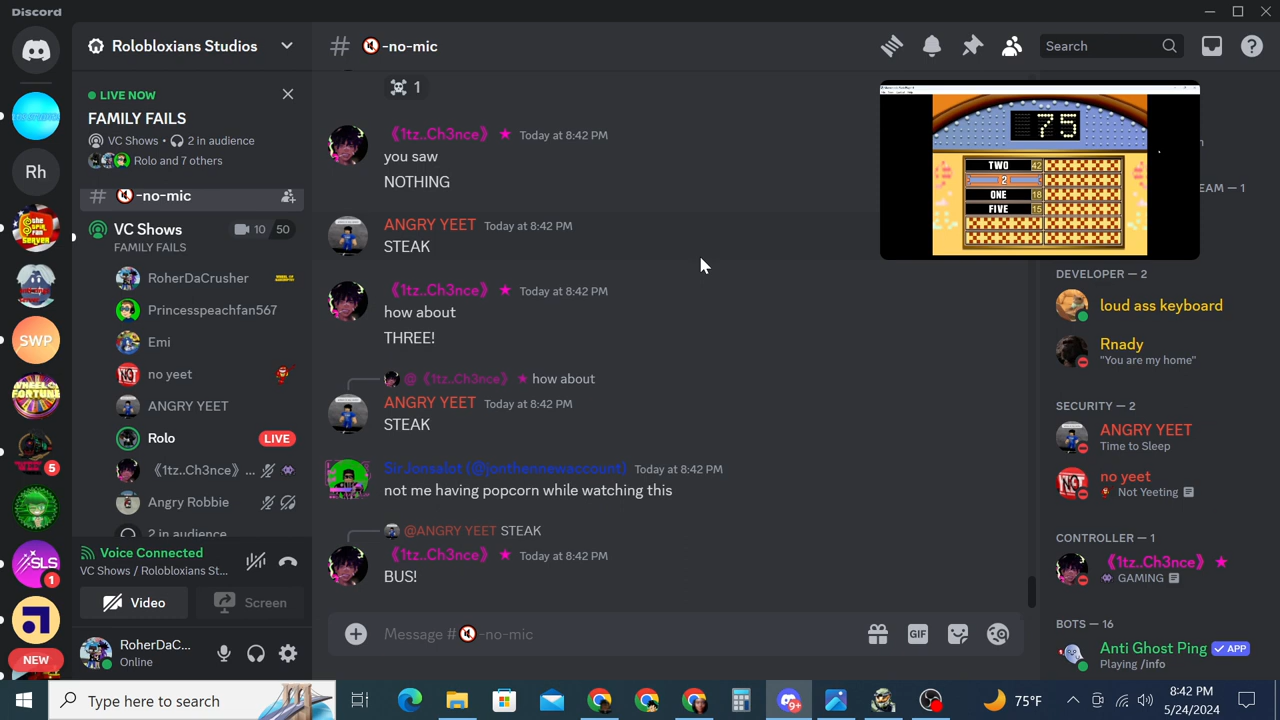 Discord
Rolobloxians Studios
# -no-mic
Search
LIVE NOW
FAMILY FAILS
VC Shows • 2 in audience
Rolo and 7 others
# -no-mic
VC Shows
10 50
FAMILY FAILS
RoherDaCrusher
Princesspeachfan567
Emi
no yeet
ANGRY YEET
Rolo
LIVE
《1tz..Ch3nce》...
Angry Robbie
2 in audience
Voice Connected
VC Shows / Rolobloxians St...
Video
Screen
RoherDaC...
Online
Rh
SWP
WHEEL OF FORTUNE
5
SLS
1
NEW
1
《1tz..Ch3nce》 ★ Today at 8:42 PM
you saw
NOTHING
ANGRY YEET Today at 8:42 PM
STEAK
《1tz..Ch3nce》 ★ Today at 8:42 PM
how about
THREE!
@《1tz..Ch3nce》 ★ how about
ANGRY YEET Today at 8:42 PM
STEAK
SirJonsalot (@jonthennewaccount) Today at 8:42 PM
not me having popcorn while watching this
@ANGRY YEET STEAK
《1tz..Ch3nce》 ★ Today at 8:42 PM
BUS!
Message # -no-mic
GIF
75
TWO 42
2
ONE 18
FIVE 15
EAM — 1
DEVELOPER — 2
loud ass keyboard
Rnady
"You are my home"
SECURITY — 2
ANGRY YEET
Time to Sleep
no yeet
Not Yeeting
CONTROLLER — 1
《1tz..Ch3nce》 ★
GAMING
BOTS — 16
Anti Ghost Ping ✓ APP
Playing /info
Type here to search
9+
75°F
8:42 PM
5/24/2024